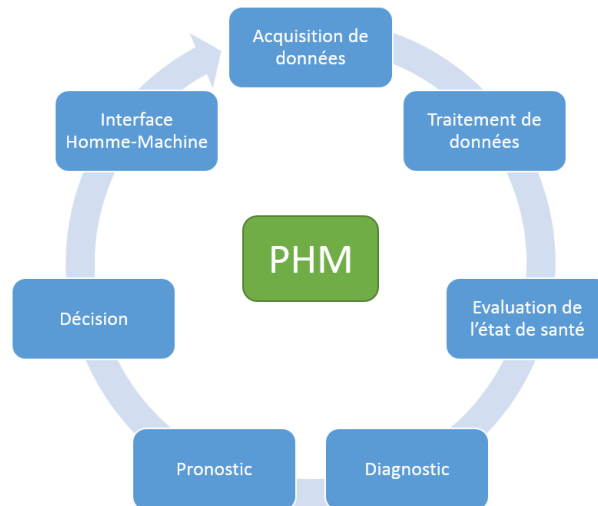 Acquisition de
données
Traitement de
données
Evaluation de
l'état de santé
Diagnostic
Pronostic
Décision
Interface
Homme-Machine
PHM